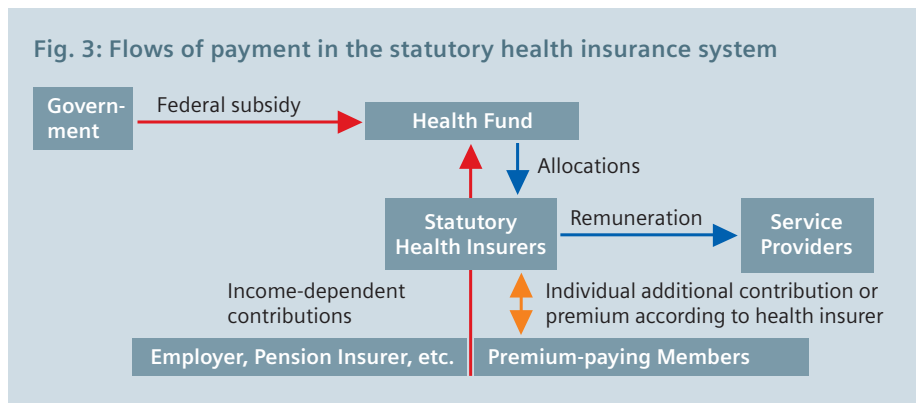 Fig. 3: Flows of payment in the statutory health insurance system
Govern-
ment
Federal subsidy
Health Fund
Allocations
Statutory
Health Insurers
Remuneration
Service
Providers
Income-dependent
contributions
Individual additional contribution or
premium according to health insurer
Employer, Pension Insurer, etc.
Premium-paying Members